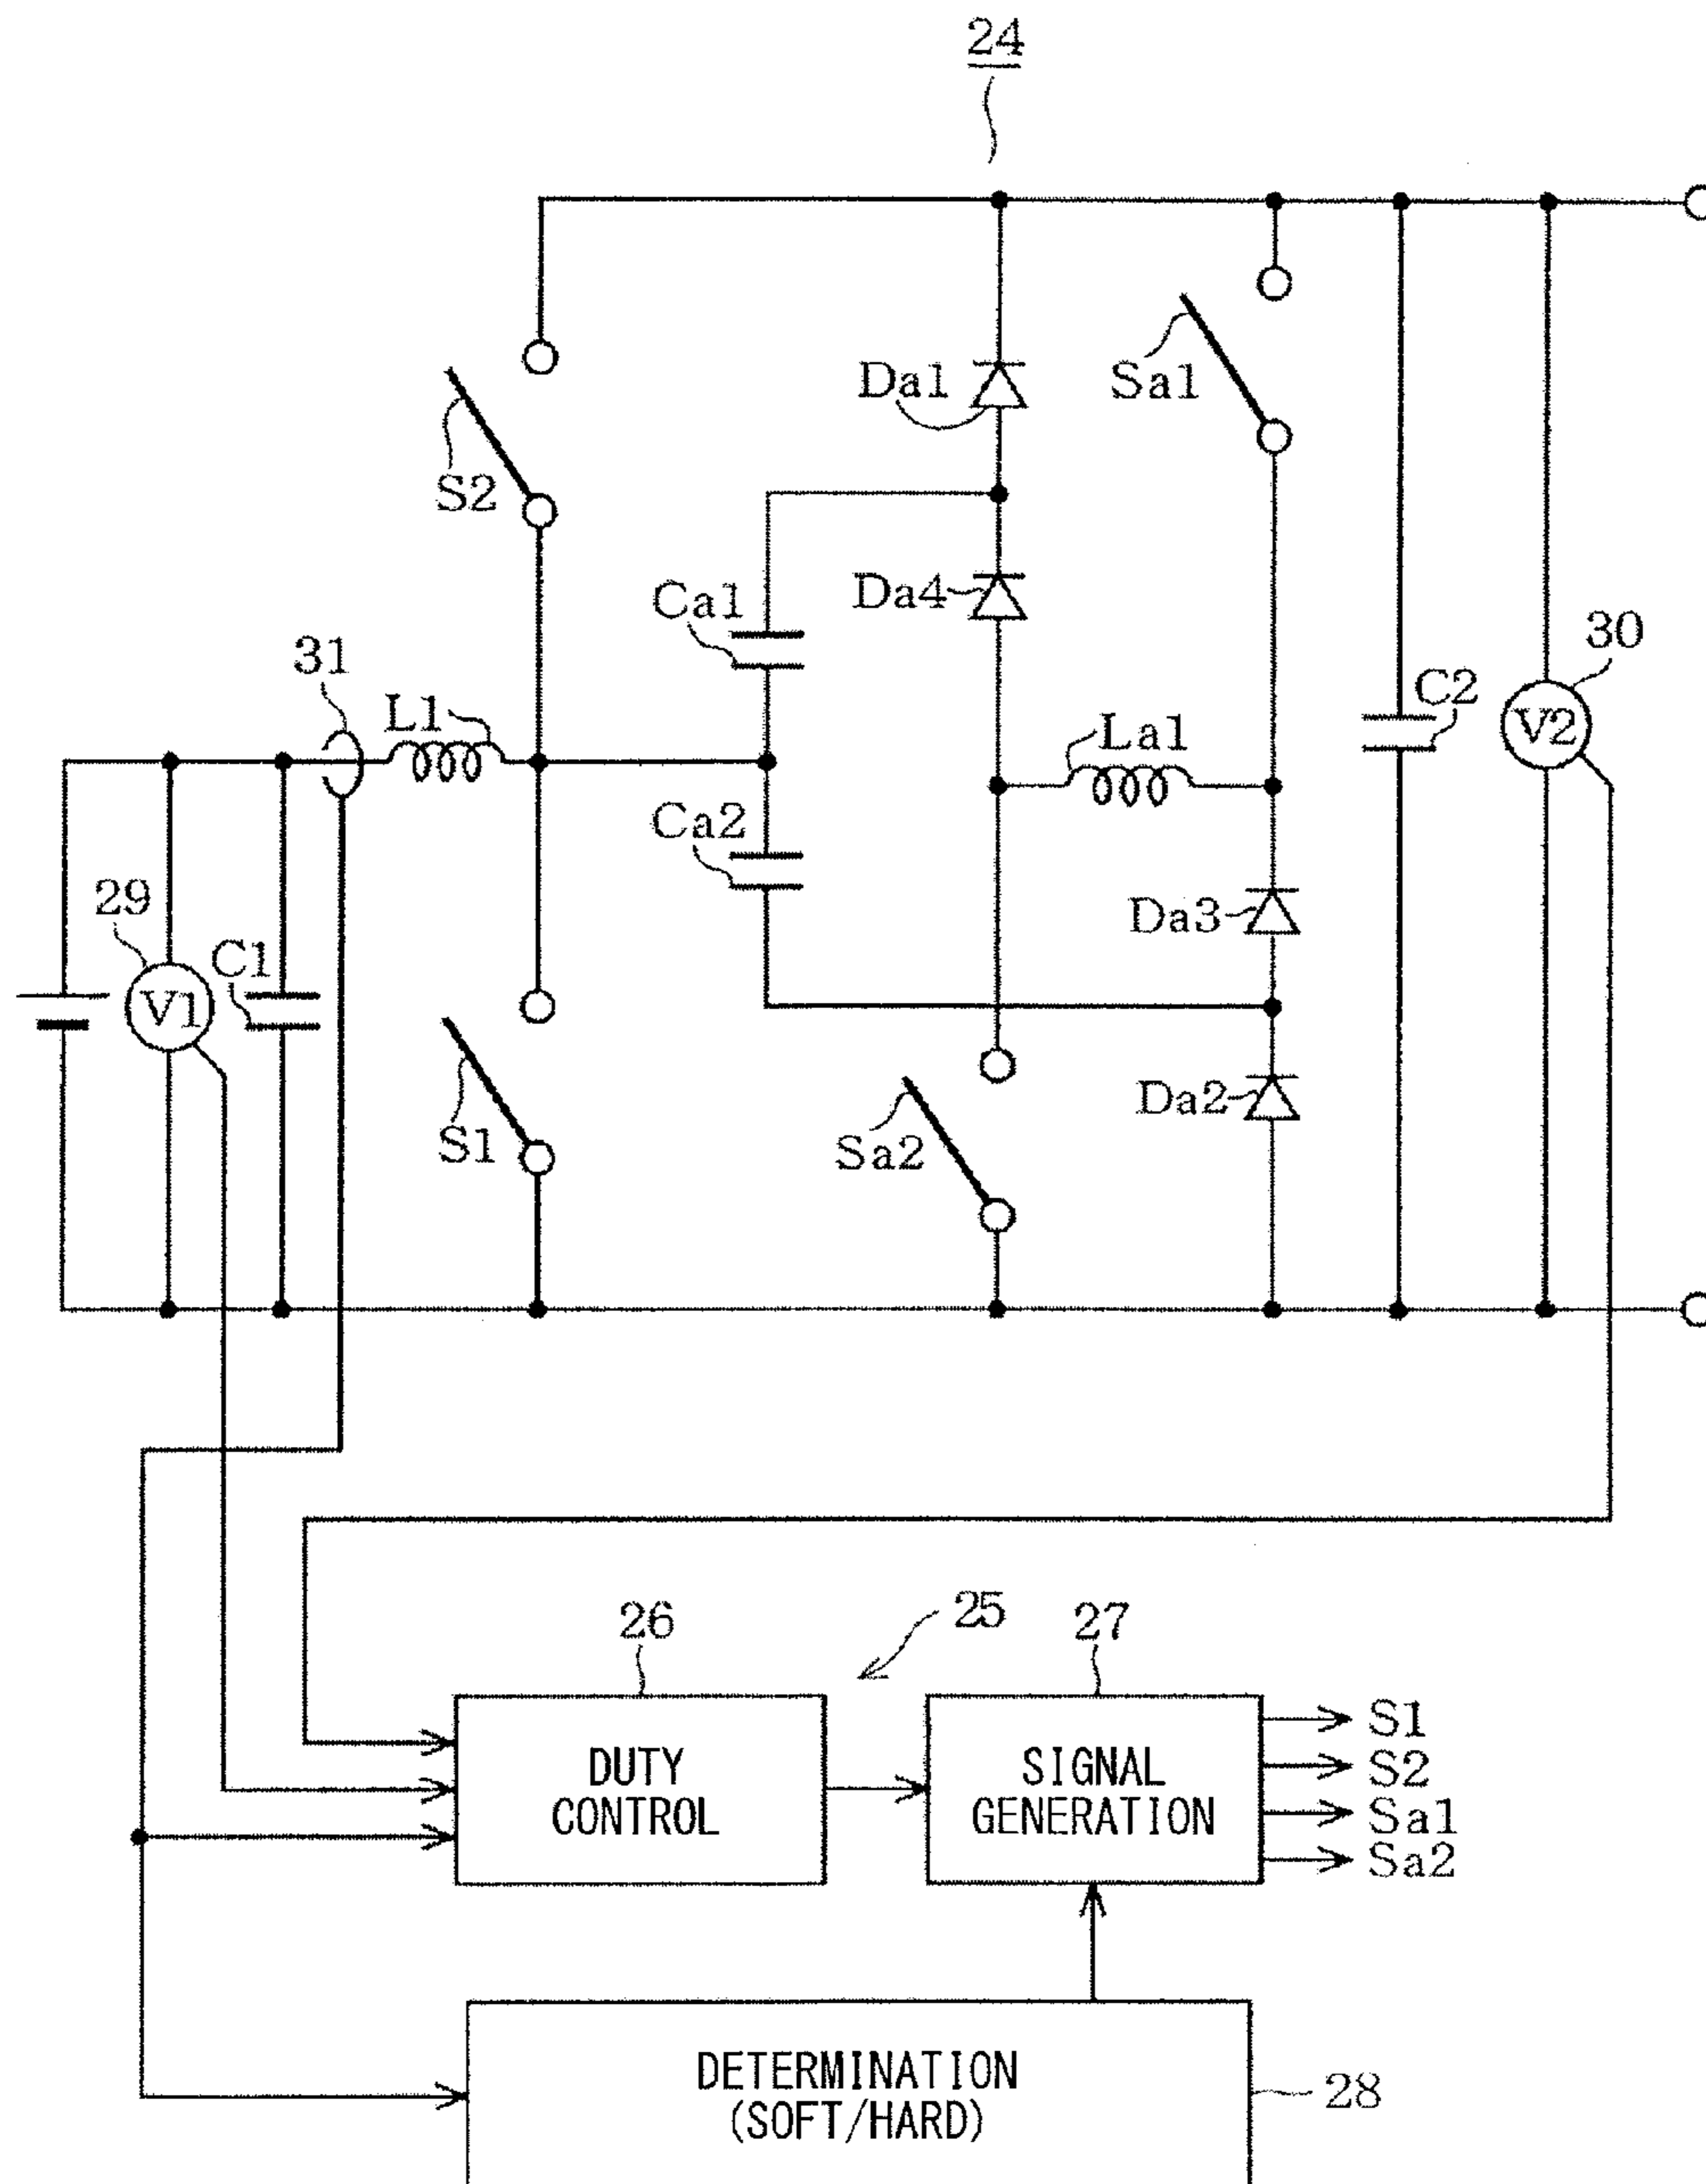 24
Da1
Sa1
S2
Ca1
Da4
30
31
L1
C2
V2
La1
Ca2
29
C1
Da3
V1
S1
Sa2
Da2
26
25
27
DUTY
CONTROL
SIGNAL
GENERATION
S1
S2
Sa1
Sa2
DETERMINATION
(SOFT/HARD)
28